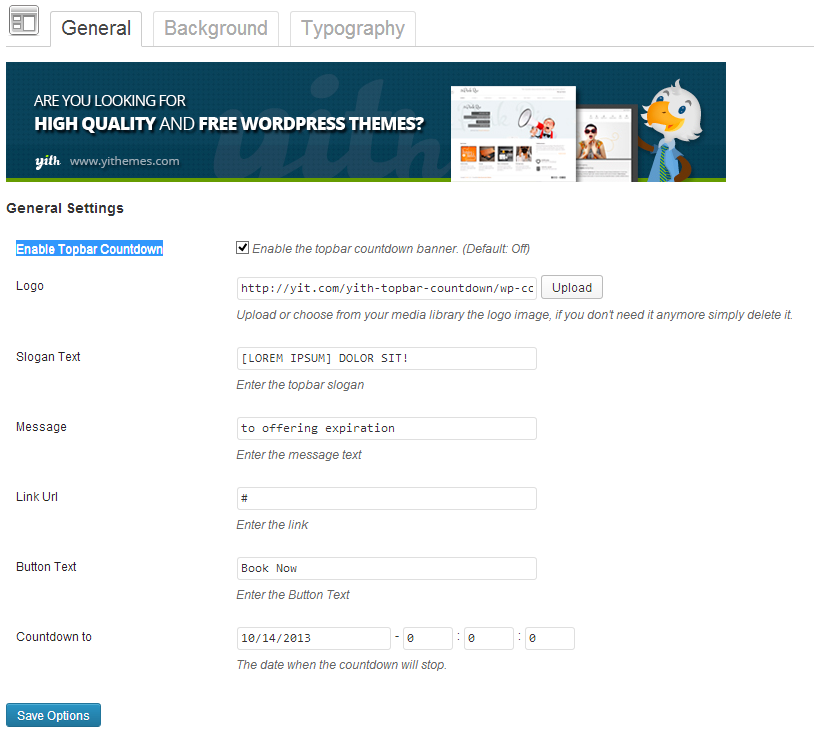 General Background Typography
ARE YOU LOOKING FOR
HIGH QUALITY AND FREE WORDPRESS THEMES?
yith www.yithemes.com
General Settings
Enable Topbar Countdown Enable the topbar countdown banner. (Default: Off)
Logo http://yit.com/yith-topbar-countdown/wp-cc Upload
Upload or choose from your media library the logo image, if you don't need it anymore simply delete it.
Slogan Text [LOREM IPSUM] DOLOR SIT!
Enter the topbar slogan
Message to offering expiration
Enter the message text
Link Url #
Enter the link
Button Text Book Now
Enter the Button Text
Countdown to 10/14/2013 - 0 : 0 : 0
The date when the countdown will stop.
Save Options